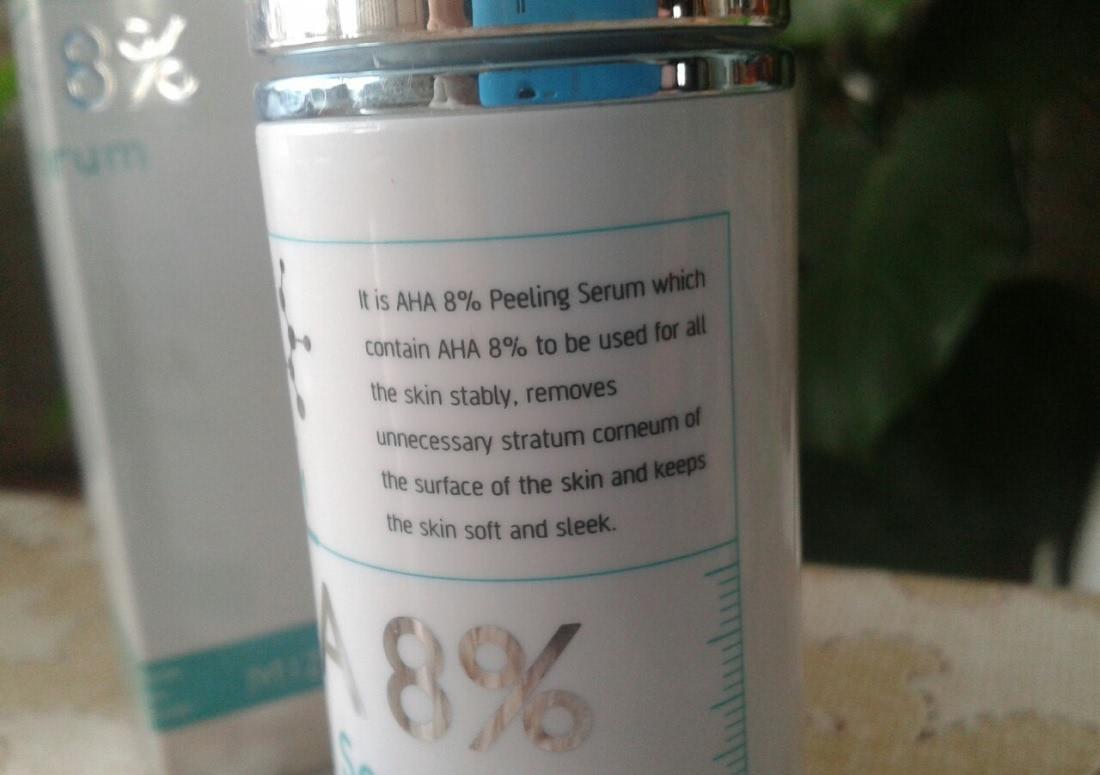 8%
It is AHA 8% Peeling Serum which
contain AHA 8% to be used for all
the skin stably, removes
unnecessary stratum corneum of
the surface of the skin and keeps
the skin soft and sleek.
A 8%